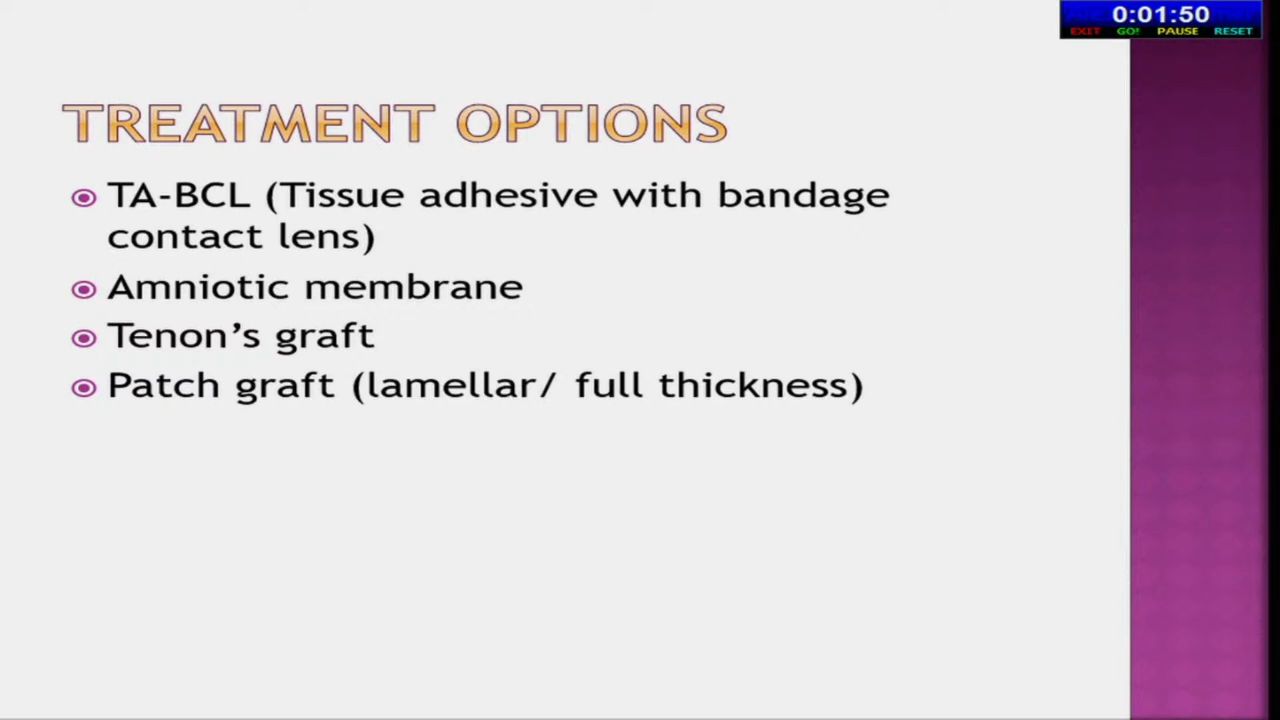 0:01:50
EXIT GO! PAUSE RESET
TREATMENT OPTIONS
TA-BCL (Tissue adhesive with bandage
contact lens)
Amniotic membrane
Tenon’s graft
Patch graft (lamellar/ full thickness)